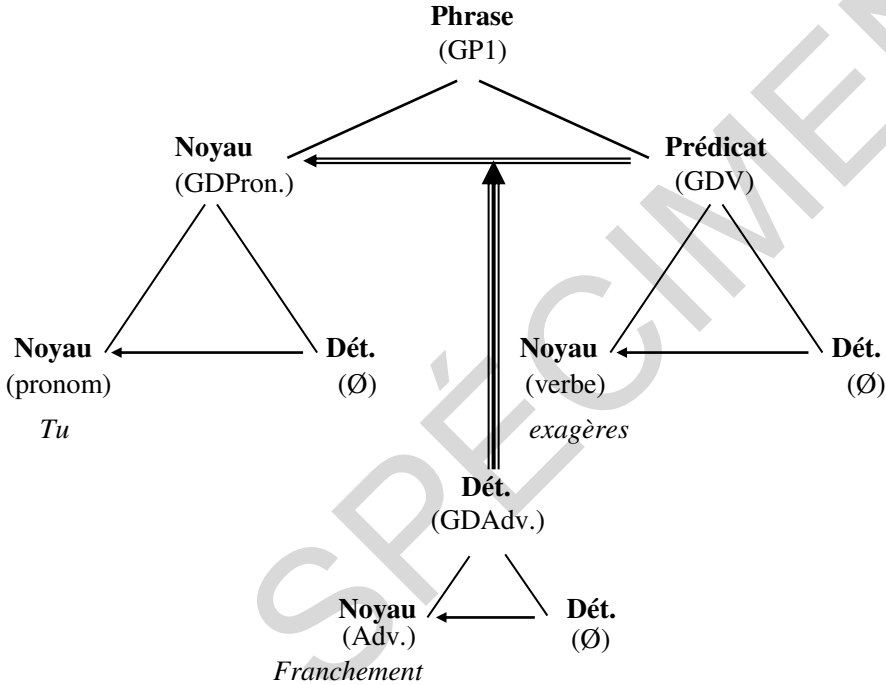 Phrase
(GP1)
Noyau
(GDPron.)
Prédicat
(GDV)
Noyau
(pronom)
Tu
Dét.
(Ø)
Noyau
(verbe)
exagères
Dét.
(Ø)
Dét.
(GDAdv.)
Noyau
(Adv.)
Franchement
Dét.
(Ø)
SPÉCIMEN